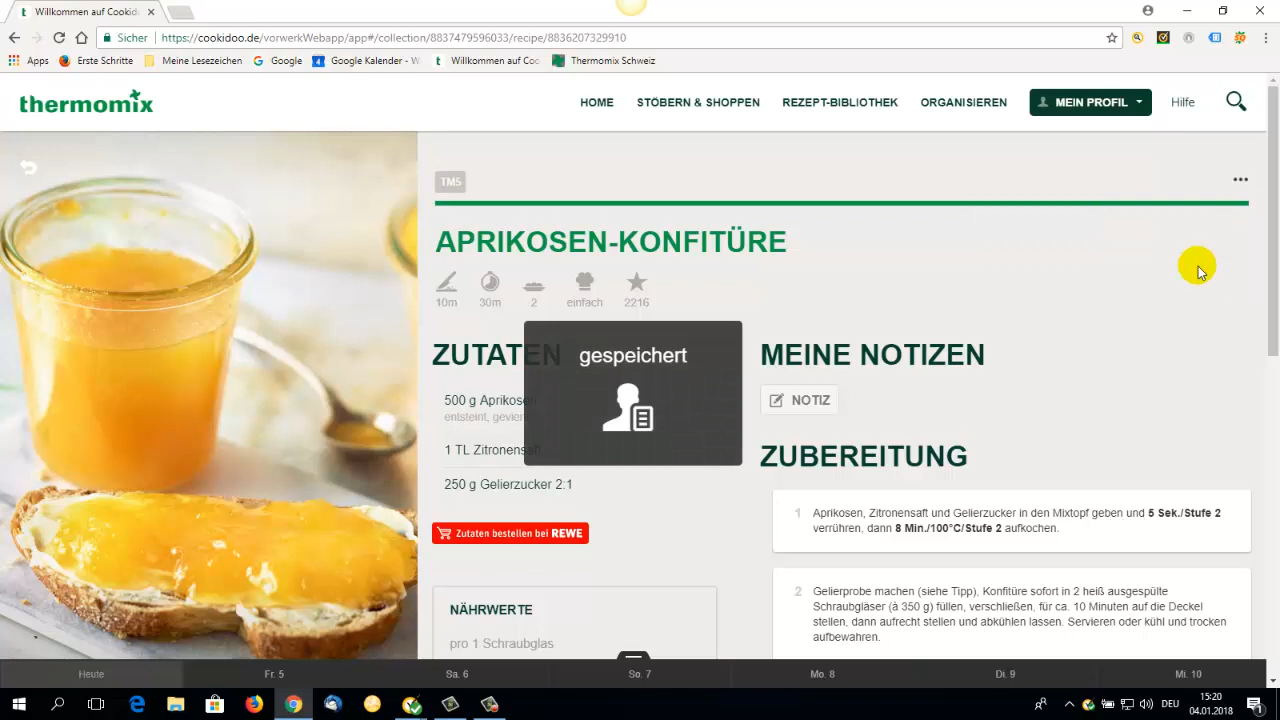 Willkommen auf Cookid
Sicher
https://cookidoo.de/vorwerkWebapp/app#/collection/8837479596033/recipe/8836207329910
Apps
Erste Schritte
Meine Lesezeichen
Google
Google Kalender - W
Willkommen auf Coo
Thermomix Schweiz
thermomix
HOME
STÖBERN & SHOPPEN
REZEPT-BIBLIOTHEK
ORGANISIEREN
MEIN PROFIL
Hilfe
TM5
APRIKOSEN-KONFITÜRE
10m
30m
2
einfach
2216
ZUTATEN
gespeichert
500 g Aprikosen
entsteint, gevier
1 TL Zitronensaft
250 g Gelierzucker 2:1
Zutaten bestellen bei REWE
NÄHRWERTE
pro 1 Schraubglas
MEINE NOTIZEN
NOTIZ
ZUBEREITUNG
1 Aprikosen, Zitronensaft und Gelierzucker in den Mixtopf geben und 5 Sek./Stufe 2
verrühren, dann 8 Min./100°C/Stufe 2 aufkochen.
2 Gelierprobe machen (siehe Tipp), Konfitüre sofort in 2 heiß ausgespülte
Schraubgläser (à 350 g) füllen, verschließen, für ca. 10 Minuten auf die Deckel
stellen, dann aufrecht stellen und abkühlen lassen. Servieren oder kühl und trocken
aufbewahren.
Heute
Fr. 5
Sa. 6
So. 7
Mo. 8
Di. 9
Mi. 10
DEU
15:20
04.01.2018
1